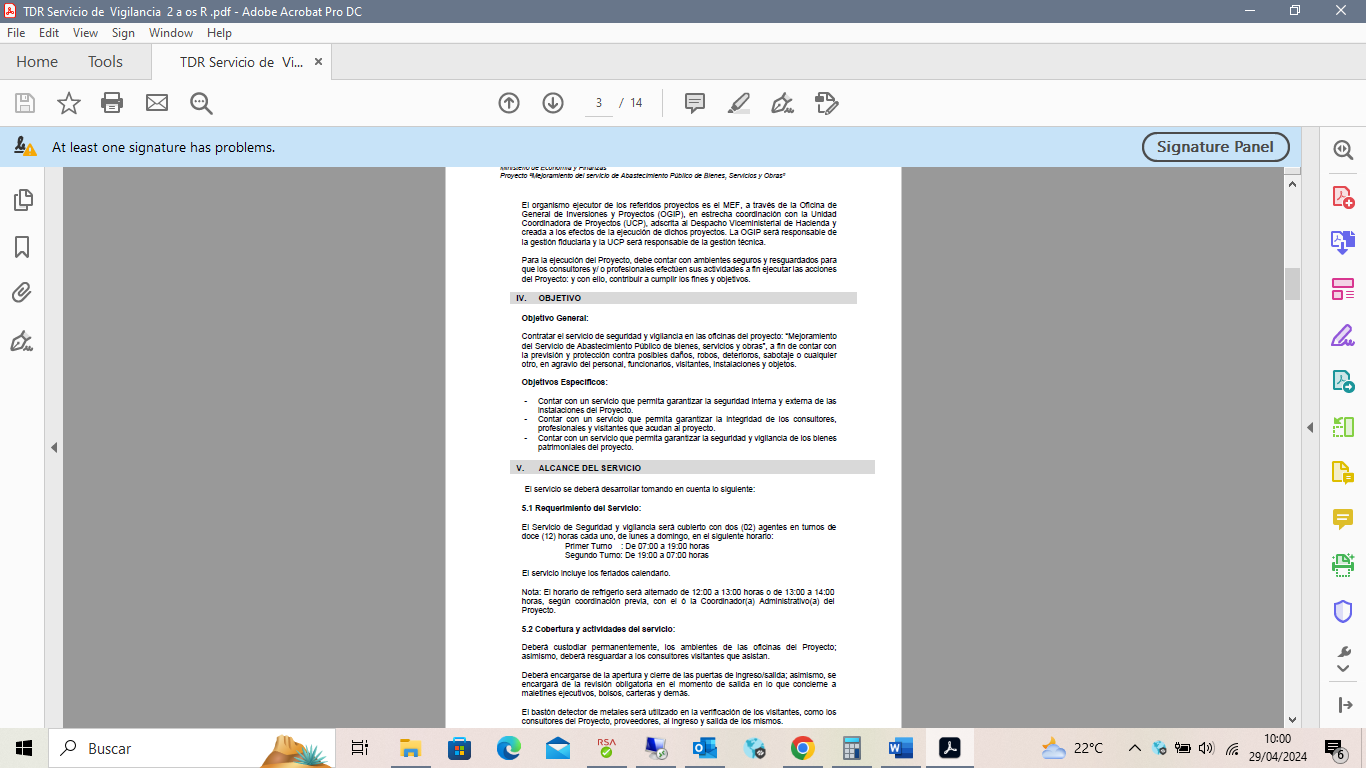 TDR Servicio de Vigilancia 2 a os R .pdf - Adobe Acrobat Pro DC
File Edit View Sign Window Help
Home Tools TDR Servicio de Vi... ×
3 / 14
At least one signature has problems.
Signature Panel
Ministerio de Economía y Finanzas
Proyecto "Mejoramiento del servicio de Abastecimiento Público de Bienes, Servicios y Obras"
El organismo ejecutor de los referidos proyectos es el MEF, a través de la Oficina de
General de Inversiones y Proyectos (OGIP), en estrecha coordinación con la Unidad
Coordinadora de Proyectos (UCP), adscrita al Despacho Viceministerial de Hacienda y
creada a los efectos de la ejecución de dichos proyectos. La OGIP será responsable de
la gestión fiduciaria y la UCP será responsable de la gestión técnica.
Para la ejecución del Proyecto, debe contar con ambientes seguros y resguardados para
que los consultores y/ o profesionales efectúen sus actividades a fin ejecutar las acciones
del Proyecto: y con ello, contribuir a cumplir los fines y objetivos.
IV. OBJETIVO
Objetivo General:
Contratar el servicio de seguridad y vigilancia en las oficinas del proyecto: "Mejoramiento
del Servicio de Abastecimiento Público de bienes, servicios y obras", a fin de contar con
la previsión y protección contra posibles daños, robos, deterioros, sabotaje o cualquier
otro, en agravio del personal, funcionarios, visitantes, instalaciones y objetos.
Objetivos Específicos:
- Contar con un servicio que permita garantizar la seguridad interna y externa de las
instalaciones del Proyecto.
- Contar con un servicio que permita garantizar la integridad de los consultores,
profesionales y visitantes que acudan al proyecto.
- Contar con un servicio que permita garantizar la seguridad y vigilancia de los bienes
patrimoniales del proyecto.
V. ALCANCE DEL SERVICIO
El servicio se deberá desarrollar tomando en cuenta lo siguiente:
5.1 Requerimiento del Servicio:
El Servicio de Seguridad y vigilancia será cubierto con dos (02) agentes en turnos de
doce (12) horas cada uno, de lunes a domingo, en el siguiente horario:
Primer Turno : De 07:00 a 19:00 horas
Segundo Turno: De 19:00 a 07:00 horas
El servicio incluye los feriados calendario.
Nota: El horario de refrigerio será alternado de 12:00 a 13:00 horas o de 13:00 a 14:00
horas, según coordinación previa, con el ó la Coordinador(a) Administrativo(a) del
Proyecto.
5.2 Cobertura y actividades del servicio:
Deberá custodiar permanentemente, los ambientes de las oficinas del Proyecto;
asimismo, deberá resguardar a los consultores visitantes que asistan.
Deberá encargarse de la apertura y cierre de las puertas de ingreso/salida; asimismo, se
encargará de la revisión obligatoria en el momento de salida en lo que concierne a
maletines ejecutivos, bolsos, carteras y demás.
El bastón detector de metales será utilizado en la verificación de los visitantes, como los
consultores del Proyecto, proveedores, al ingreso y salida de los mismos.
Buscar
RSA
22°C
10:00
29/04/2024
6